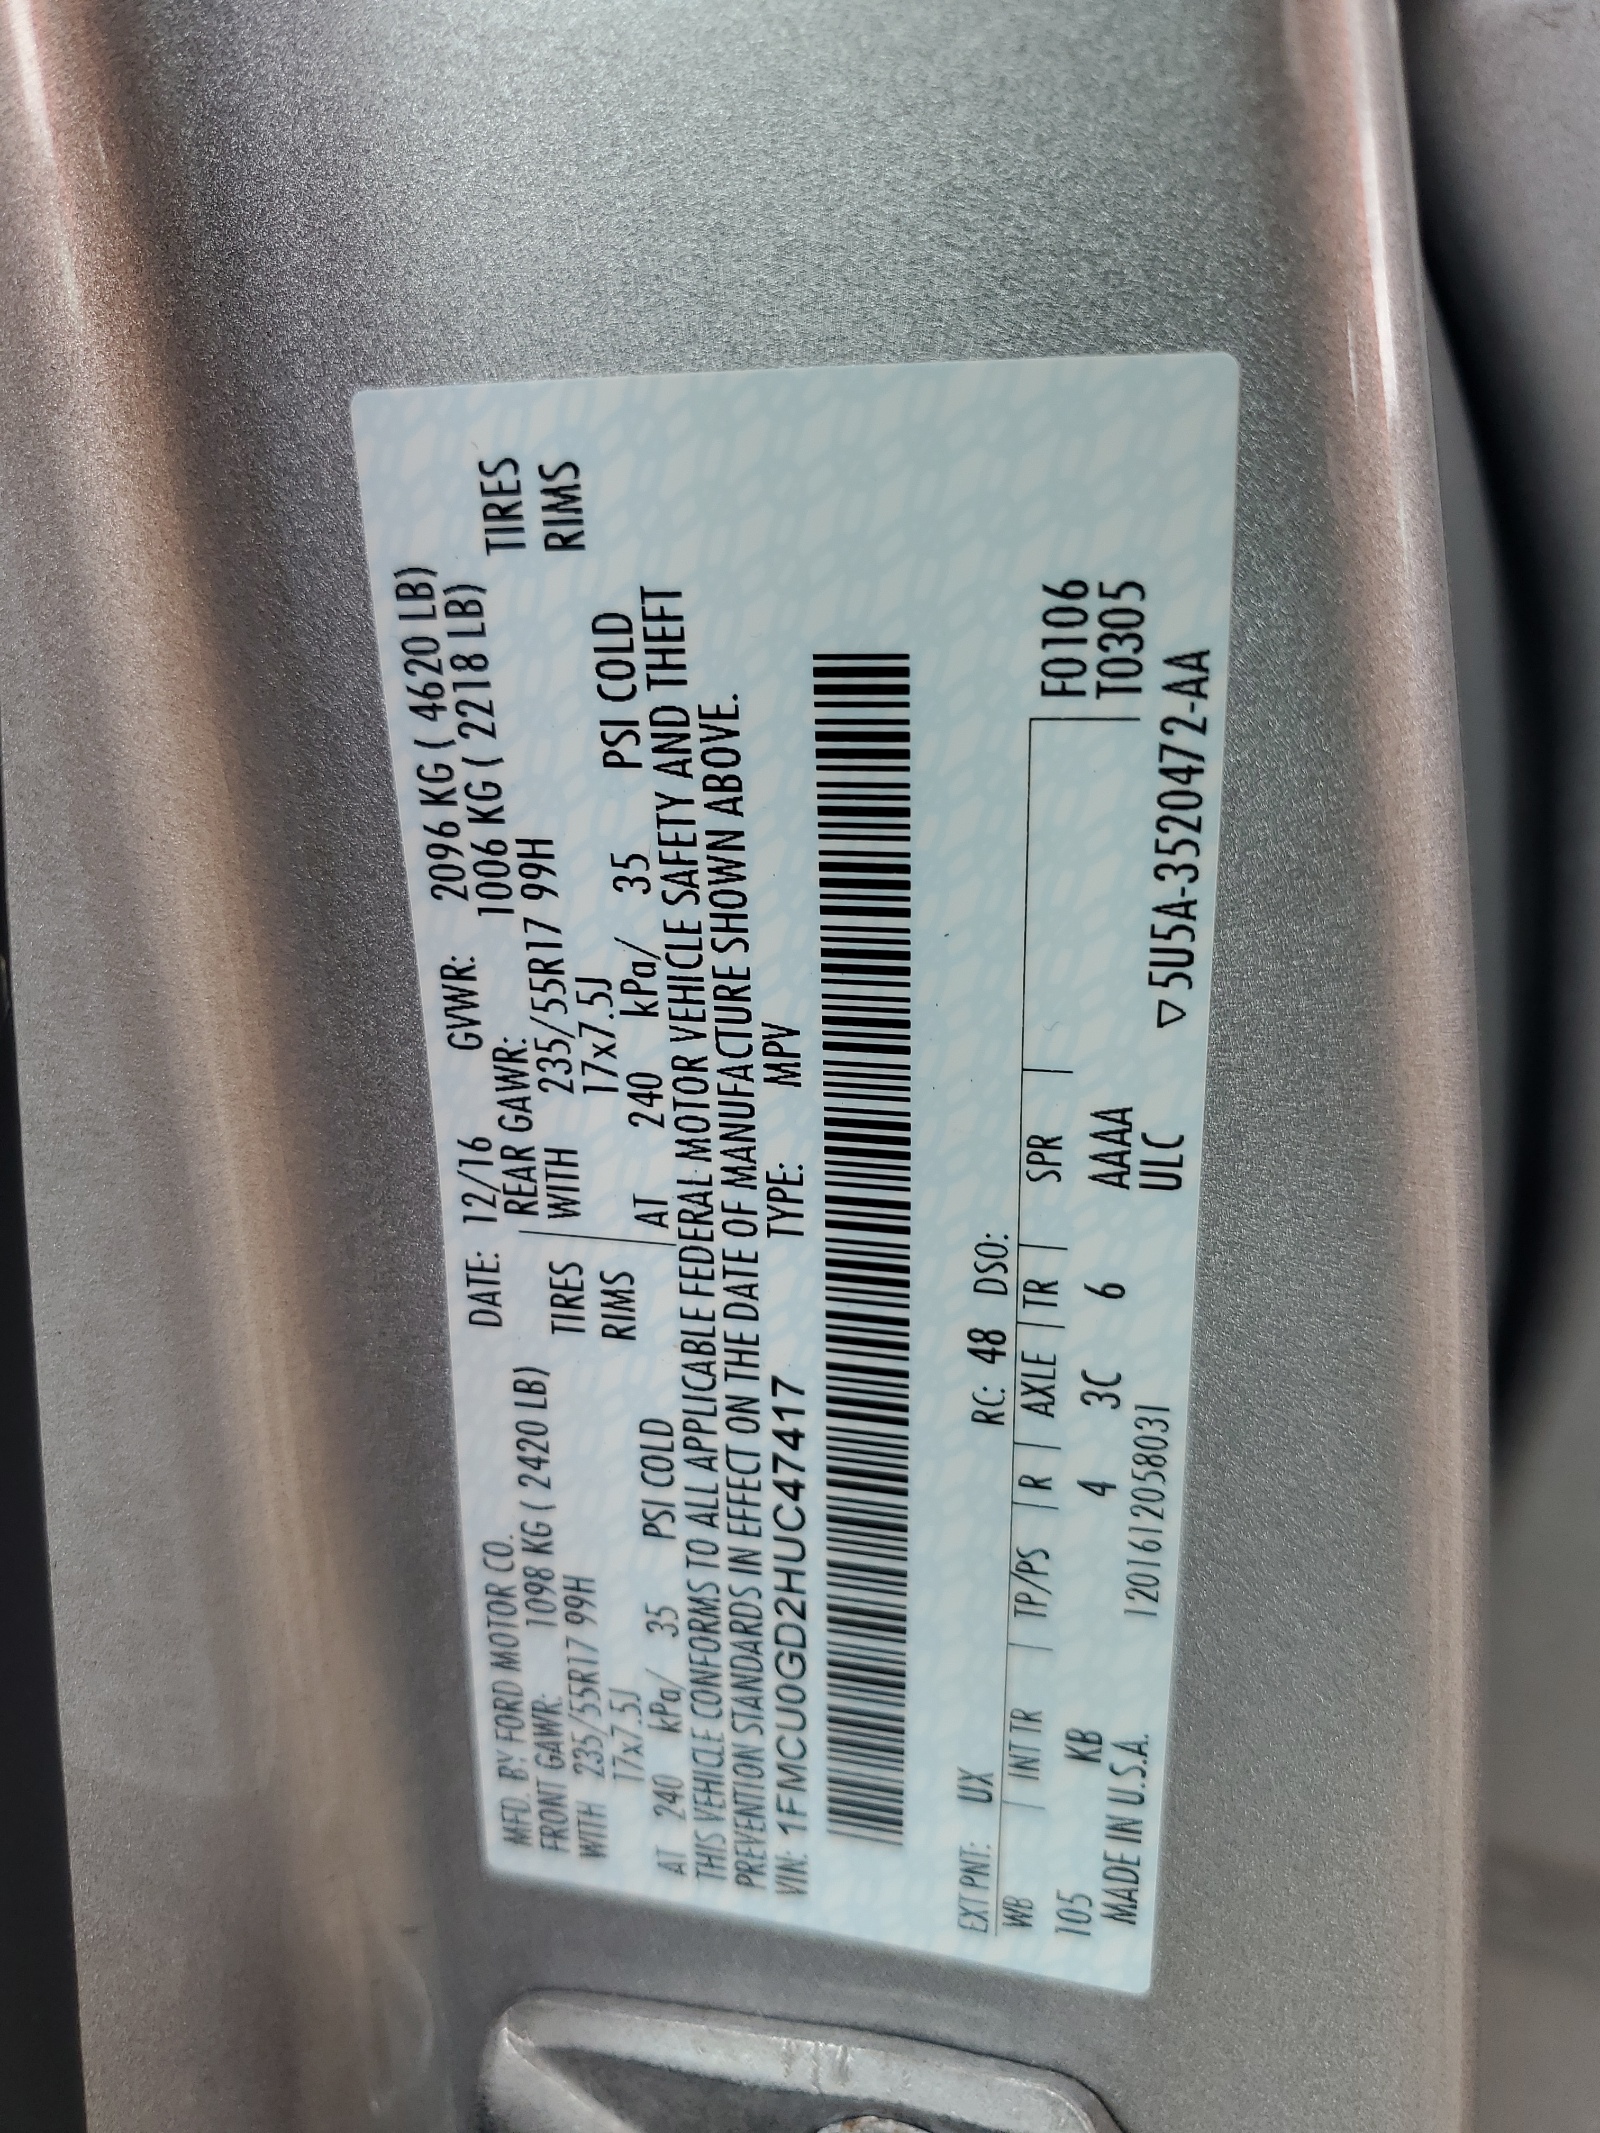 MFD. BY FORD MOTOR CO. DATE: 12/16 GVWR: 2096 KG ( 4620 LB)
FRONT GAWR: 1098 KG ( 2420 LB) REAR GAWR: 1006 KG ( 2218 LB)
WITH 235/55R17 99H TIRES WITH 235/55R17 99H TIRES
17x7.5J RIMS 17x7.5J RIMS
AT 240 kPa/ 35 PSI COLD AT 240 kPa/ 35 PSI COLD
THIS VEHICLE CONFORMS TO ALL APPLICABLE FEDERAL MOTOR VEHICLE SAFETY AND THEFT
PREVENTION STANDARDS IN EFFECT ON THE DATE OF MANUFACTURE SHOWN ABOVE.
VIN: 1FMCU0GD2HUC47417 TYPE: MPV
EXT PNT: UX RC: 48 DSO:
WB | INT TR | TP/PS | R | AXLE | TR | SPR | F0106
105 KB 4 3C 6 AAAA T0305
MADE IN U.S.A. 1201612058031 ULC ▽5U5A-3520472-AA